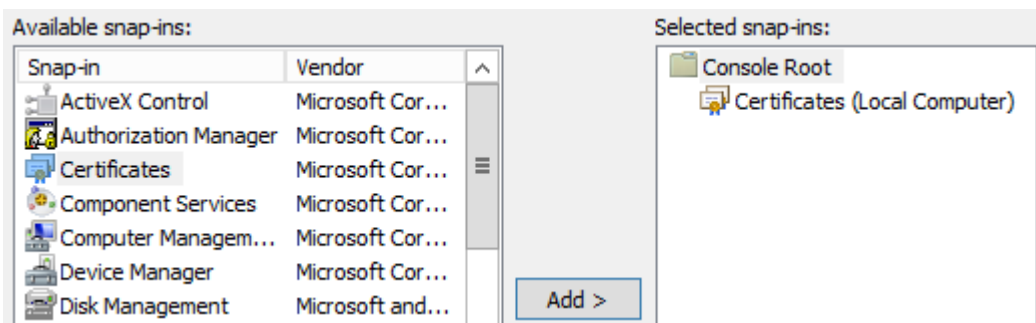 Available snap-ins:
Selected snap-ins:
Snap-in Vendor
Console Root
ActiveX Control Microsoft Cor...
Certificates (Local Computer)
Authorization Manager Microsoft Cor...
Certificates Microsoft Cor...
Component Services Microsoft Cor...
Computer Managem... Microsoft Cor...
Device Manager Microsoft Cor...
Disk Management Microsoft and...
Add >